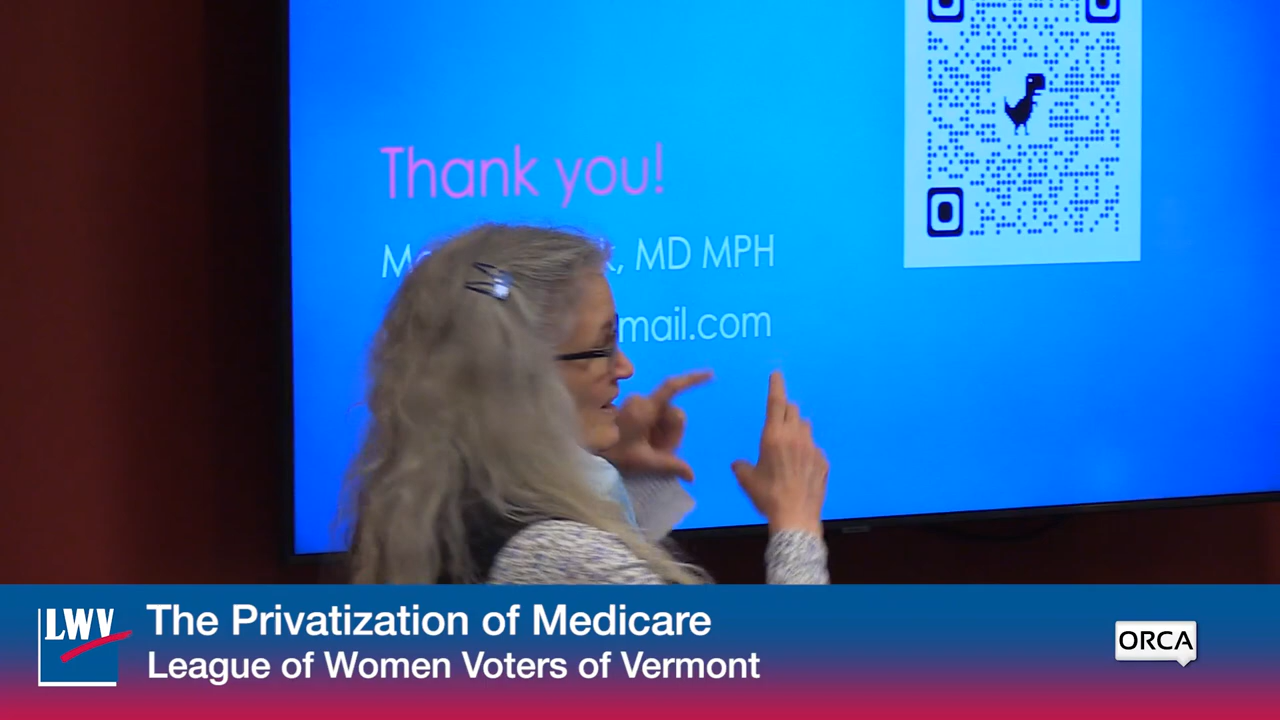 Thank you!
MD MPH
mail.com
LWV
The Privatization of Medicare
League of Women Voters of Vermont
ORCA